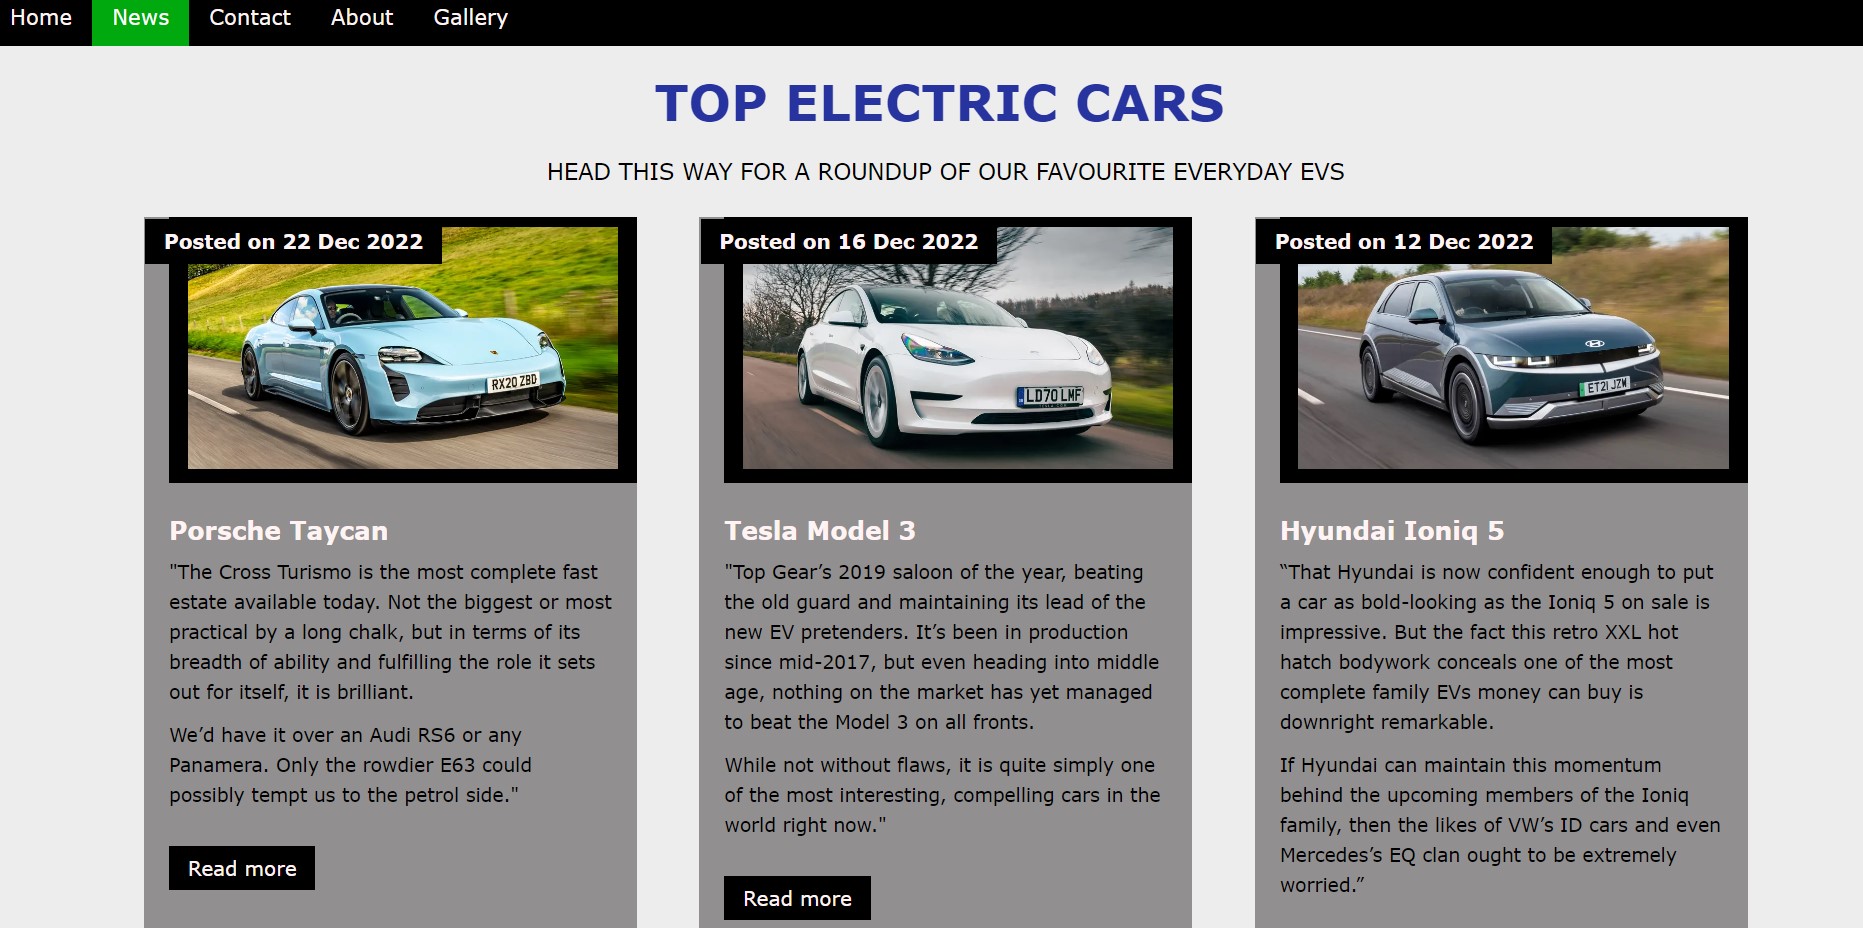 Home News Contact About Gallery
TOP ELECTRIC CARS
HEAD THIS WAY FOR A ROUNDUP OF OUR FAVOURITE EVERYDAY EVS
Posted on 22 Dec 2022
RX20 ZBD
Porsche Taycan
"The Cross Turismo is the most complete fast
estate available today. Not the biggest or most
practical by a long chalk, but in terms of its
breadth of ability and fulfilling the role it sets
out for itself, it is brilliant.
We’d have it over an Audi RS6 or any
Panamera. Only the rowdier E63 could
possibly tempt us to the petrol side."
Read more
Posted on 16 Dec 2022
LD70 LMF
Tesla Model 3
"Top Gear’s 2019 saloon of the year, beating
the old guard and maintaining its lead of the
new EV pretenders. It’s been in production
since mid-2017, but even heading into middle
age, nothing on the market has yet managed
to beat the Model 3 on all fronts.
While not without flaws, it is quite simply one
of the most interesting, compelling cars in the
world right now."
Read more
Posted on 12 Dec 2022
ET21 JZW
Hyundai Ioniq 5
“That Hyundai is now confident enough to put
a car as bold-looking as the Ioniq 5 on sale is
impressive. But the fact this retro XXL hot
hatch bodywork conceals one of the most
complete family EVs money can buy is
downright remarkable.
If Hyundai can maintain this momentum
behind the upcoming members of the Ioniq
family, then the likes of VW’s ID cars and even
Mercedes’s EQ clan ought to be extremely
worried.”